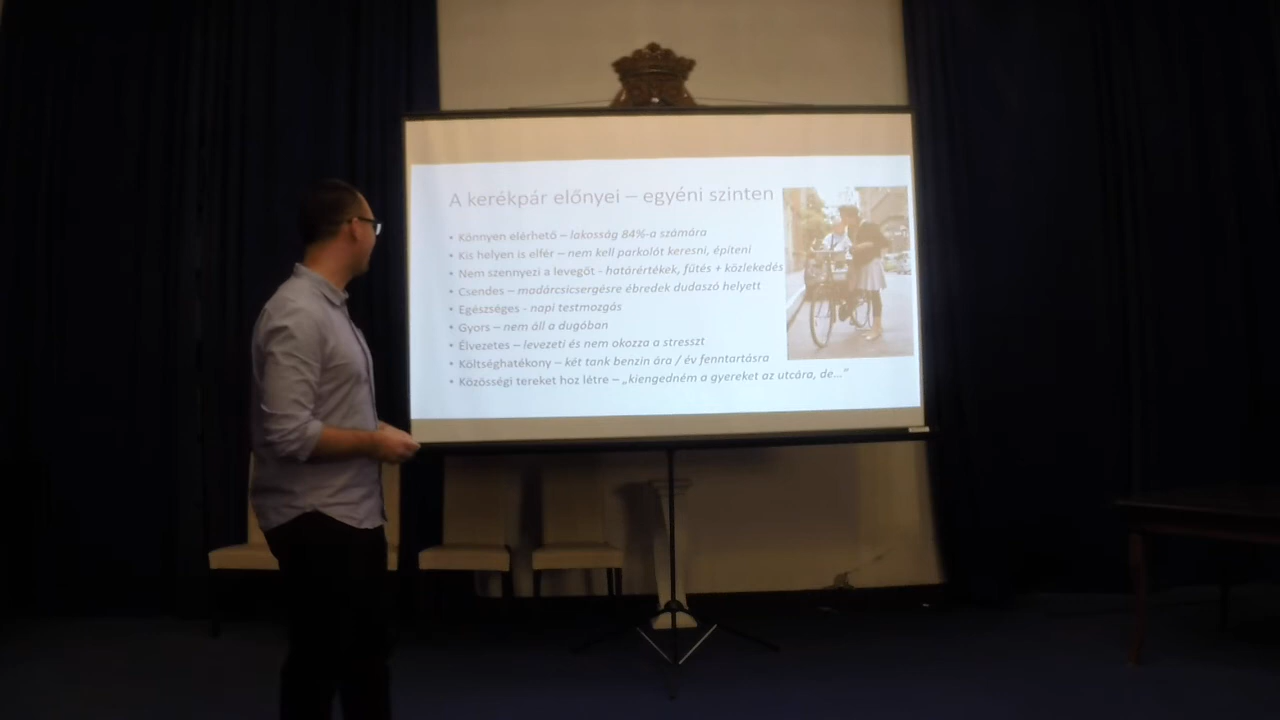 A kerékpár előnyei – egyéni szinten
• Könnyen elérhető – lakosság 84%-a számára
• Kis helyen is elfér – nem kell parkolót keresni, építeni
• Nem szennyezi a levegőt - határértékek, fűtés + közlekedés
• Csendes – madárcsicsergésre ébredek dudaszó helyett
• Egészséges - napi testmozgás
• Gyors – nem áll a dugóban
• Élvezetes – levezeti és nem okozza a stresszt
• Költséghatékony – két tank benzin ára / év fenntartásra
• Közösségi tereket hoz létre – „kiengedném a gyereket az utcára, de...”